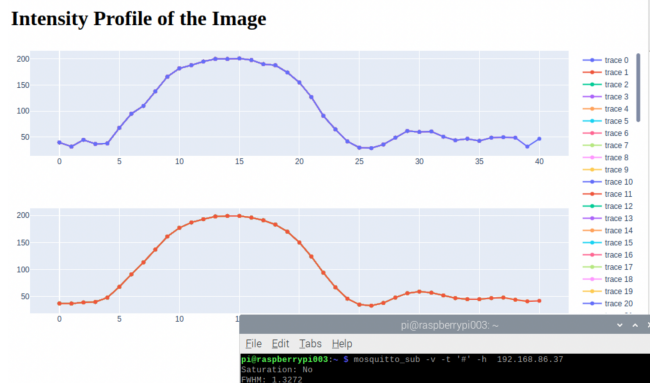 Intensity Profile of the Image
200
150
100
50
0 5 10 15 20 25 30 35 40
trace 0
trace 1
trace 2
trace 3
trace 4
trace 5
trace 6
trace 7
trace 8
trace 9
trace 10
trace 11
trace 12
trace 13
trace 14
trace 15
trace 16
trace 17
trace 18
trace 19
trace 20
200
150
100
50
0 5
pi@raspberrypi003: ~
File Edit Tabs Help
pi@raspberrypi003:~ $ mosquitto_sub -v -t '#' -h 192.168.86.37
Saturation: No
FWHM: 1.3272